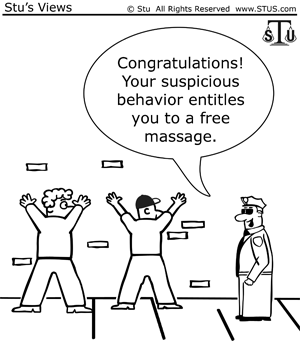 Stu's Views © Stu All Rights Reserved www.STUS.com
S T U
Congratulations!
Your suspicious
behavior entitles
you to a free
massage.